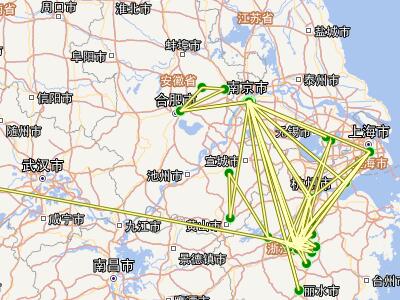 周口市
淮北市
江苏省
盐城市
阜阳市
蚌埠市
安徽省
泰州市
信阳市
南京市
合肥市
随州市
无锡市
上海市
海市
武汉市
宣城市
池州市
杭州
咸宁市
九江市
黄山市
浙江
景德镇市
南昌市
台州市
丽水市